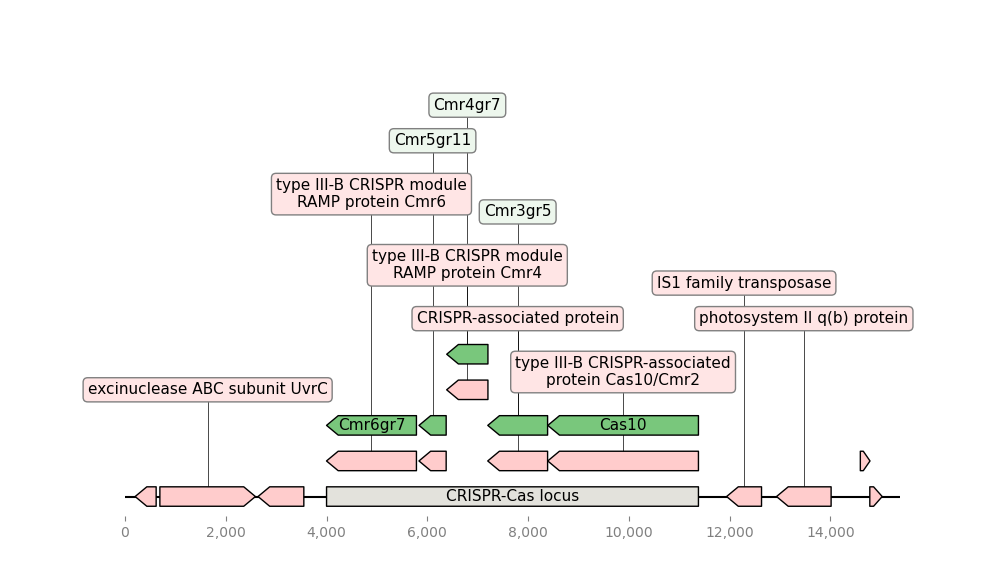 Cmr4gr7
Cmr5gr11
type III-B CRISPR module
RAMP protein Cmr6
Cmr3gr5
type III-B CRISPR module
RAMP protein Cmr4
IS1 family transposase
CRISPR-associated protein
photosystem II q(b) protein
type III-B CRISPR-associated
protein Cas10/Cmr2
excinuclease ABC subunit UvrC
Cmr6gr7
Cas10
CRISPR-Cas locus
0
2,000
4,000
6,000
8,000
10,000
12,000
14,000